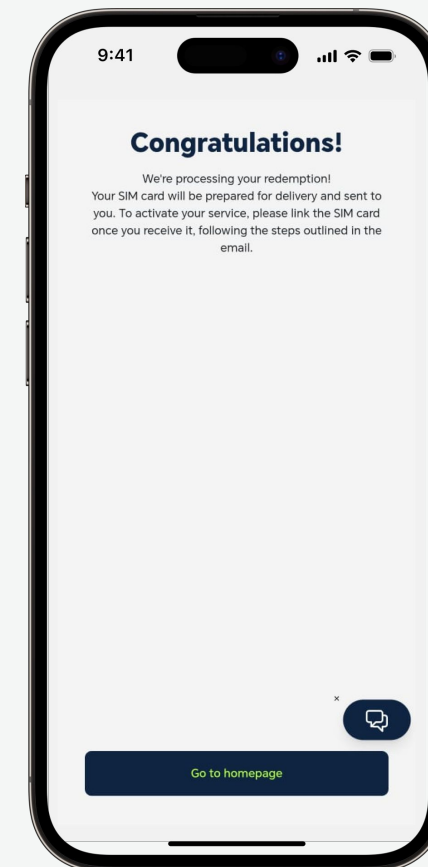 9:41
Congratulations!
We're processing your redemption!
Your SIM card will be prepared for delivery and sent to
you. To activate your service, please link the SIM card
once you receive it, following the steps outlined in the
email.
×
Go to homepage